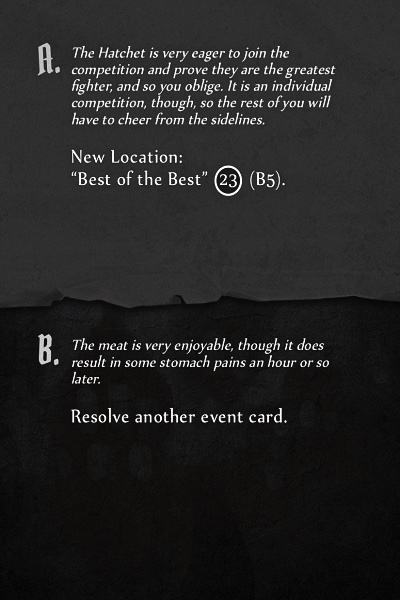 A. The Hatchet is very eager to join the
competition and prove they are the greatest
fighter, and so you oblige. It is an individual
competition, though, so the rest of you will
have to cheer from the sidelines.
New Location:
“Best of the Best” 23 (B5).
B. The meat is very enjoyable, though it does
result in some stomach pains an hour or so
later.
Resolve another event card.